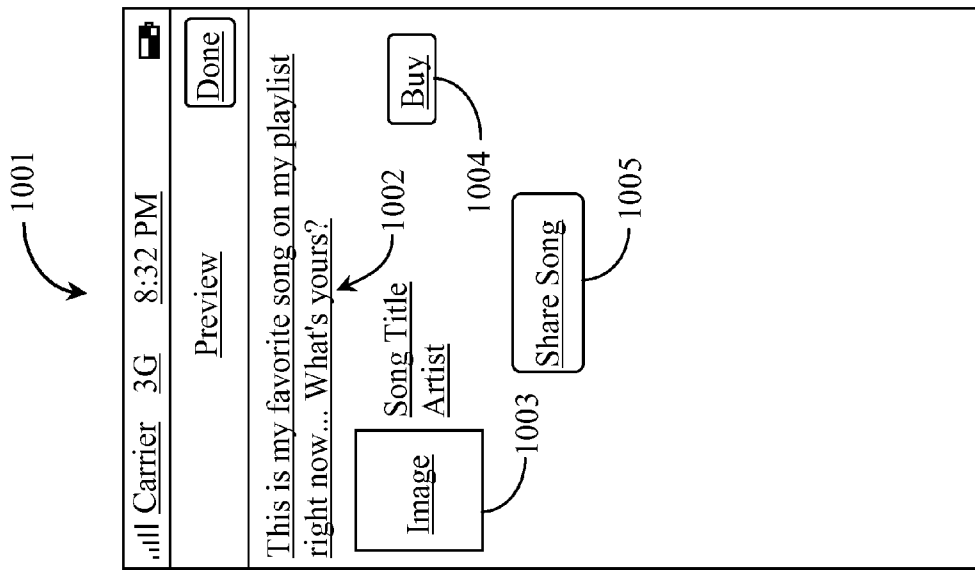 1001
Carrier 3G 8:32 PM
Preview Done
This is my favorite song on my playlist
right now... What's yours?
1002
Image
Song Title
Artist
Buy
1003
1004
Share Song
1005